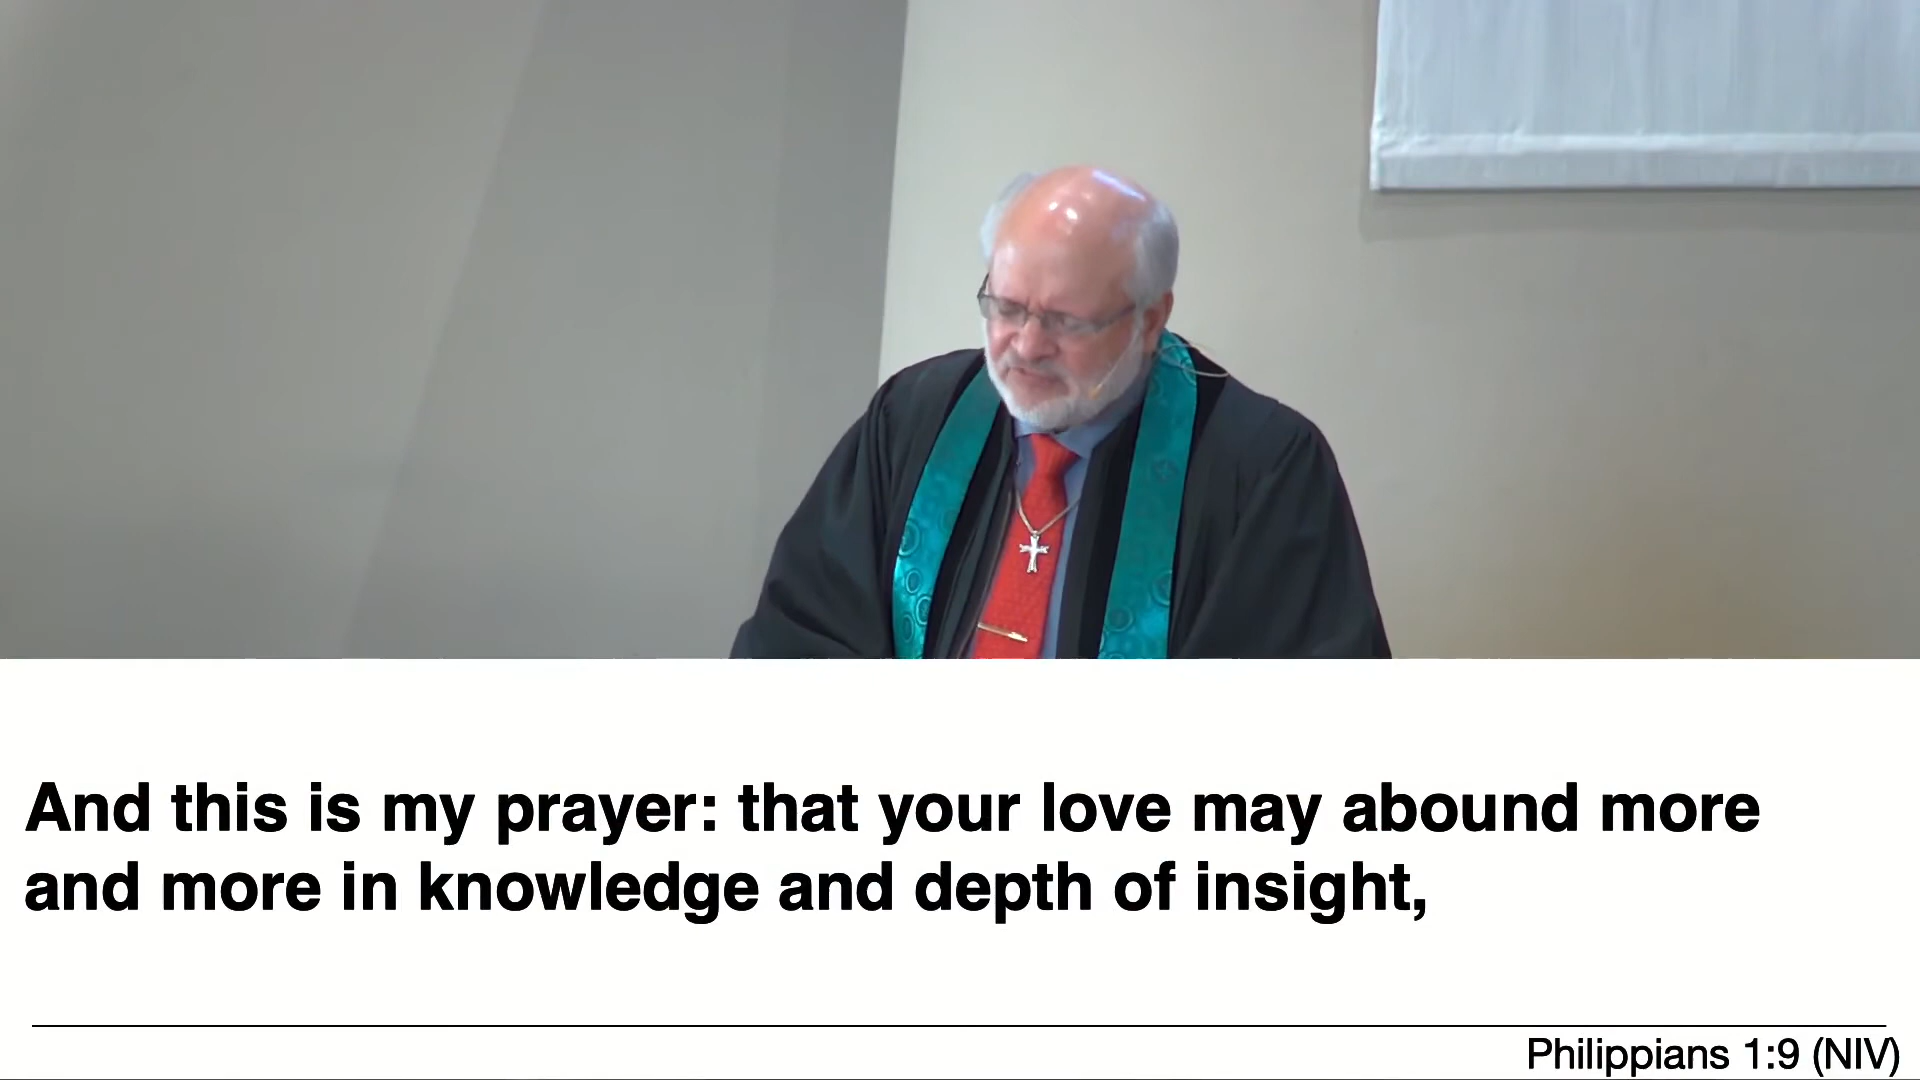 And this is my prayer: that your love may abound more
and more in knowledge and depth of insight,
Philippians 1:9 (NIV)